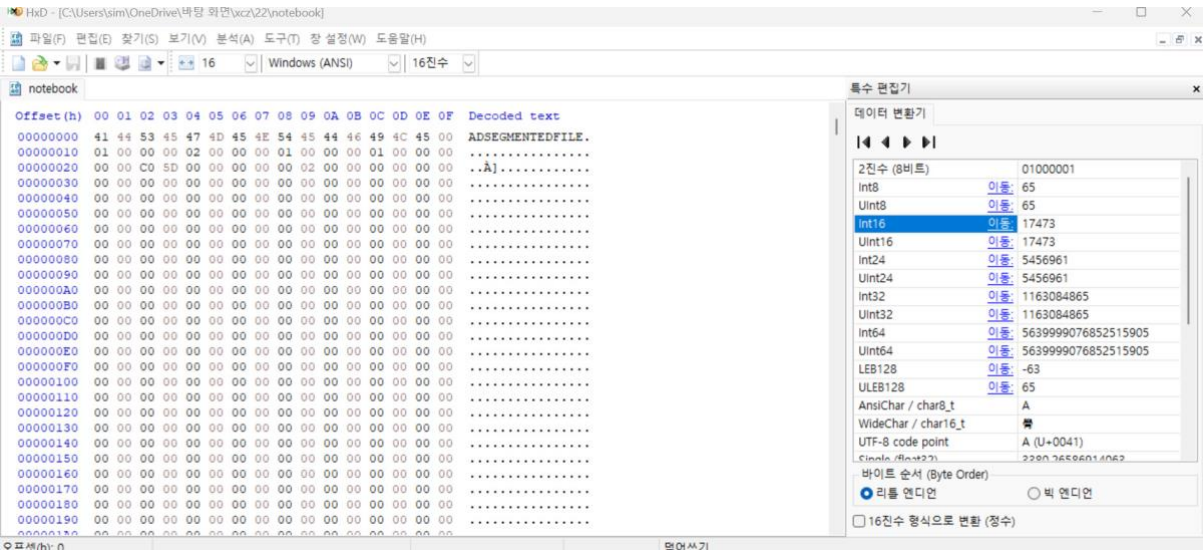 HxD - [C:\Users\sim\OneDrive\바탕 화면\xcz\22\notebook]
파일(F) 편집(E) 찾기(S) 보기(V) 분석(A) 도구(T) 창 설정(W) 도움말(H)
16 Windows (ANSI) 16진수
notebook
Offset(h) 00 01 02 03 04 05 06 07 08 09 0A 0B 0C 0D 0E 0F Decoded text
00000000 41 44 53 45 47 4D 45 4E 54 45 44 46 49 4C 45 00 ADSEGMENTEDFILE.
00000010 01 00 00 00 02 00 00 00 01 00 00 00 01 00 00 00 ................
00000020 00 00 C0 5D 00 00 00 00 00 02 00 00 00 00 00 00 ..À]............
00000030 00 00 00 00 00 00 00 00 00 00 00 00 00 00 00 00 ................
00000040 00 00 00 00 00 00 00 00 00 00 00 00 00 00 00 00 ................
00000050 00 00 00 00 00 00 00 00 00 00 00 00 00 00 00 00 ................
00000060 00 00 00 00 00 00 00 00 00 00 00 00 00 00 00 00 ................
00000070 00 00 00 00 00 00 00 00 00 00 00 00 00 00 00 00 ................
00000080 00 00 00 00 00 00 00 00 00 00 00 00 00 00 00 00 ................
00000090 00 00 00 00 00 00 00 00 00 00 00 00 00 00 00 00 ................
000000A0 00 00 00 00 00 00 00 00 00 00 00 00 00 00 00 00 ................
000000B0 00 00 00 00 00 00 00 00 00 00 00 00 00 00 00 00 ................
000000C0 00 00 00 00 00 00 00 00 00 00 00 00 00 00 00 00 ................
000000D0 00 00 00 00 00 00 00 00 00 00 00 00 00 00 00 00 ................
000000E0 00 00 00 00 00 00 00 00 00 00 00 00 00 00 00 00 ................
000000F0 00 00 00 00 00 00 00 00 00 00 00 00 00 00 00 00 ................
00000100 00 00 00 00 00 00 00 00 00 00 00 00 00 00 00 00 ................
00000110 00 00 00 00 00 00 00 00 00 00 00 00 00 00 00 00 ................
00000120 00 00 00 00 00 00 00 00 00 00 00 00 00 00 00 00 ................
00000130 00 00 00 00 00 00 00 00 00 00 00 00 00 00 00 00 ................
00000140 00 00 00 00 00 00 00 00 00 00 00 00 00 00 00 00 ................
00000150 00 00 00 00 00 00 00 00 00 00 00 00 00 00 00 00 ................
00000160 00 00 00 00 00 00 00 00 00 00 00 00 00 00 00 00 ................
00000170 00 00 00 00 00 00 00 00 00 00 00 00 00 00 00 00 ................
00000180 00 00 00 00 00 00 00 00 00 00 00 00 00 00 00 00 ................
00000190 00 00 00 00 00 00 00 00 00 00 00 00 00 00 00 00 ................
오프셋(h): 0 덮어쓰기
특수 편집기
데이터 변환기
2진수 (8비트) 01000001
Int8 이동: 65
UInt8 이동: 65
Int16 이동: 17473
UInt16 이동: 17473
Int24 이동: 5456961
UInt24 이동: 5456961
Int32 이동: 1163084865
UInt32 이동: 1163084865
Int64 이동: 5639999076852515905
UInt64 이동: 5639999076852515905
LEB128 이동: -63
ULEB128 이동: 65
AnsiChar / char8_t A
WideChar / char16_t
UTF-8 code point A (U+0041)
Single (float32)
바이트 순서 (Byte Order)
리틀 엔디언 빅 엔디언
16진수 형식으로 변환 (정수)